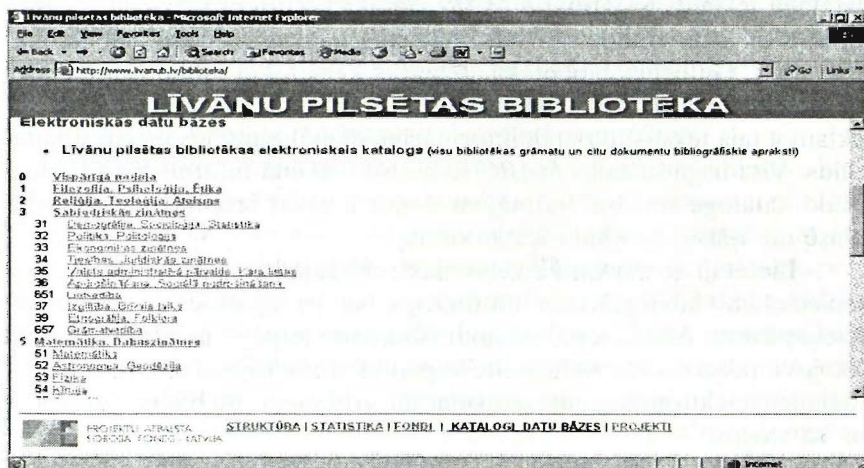 Līvānu pilsētas bibliotēka - Microsoft Internet Explorer
File Edit View Favorites Tools Help
Back Search Favorites Media
Address http://www.livanub.lv/biblioteka/ Go Links »
LĪVĀNU PILSĒTAS BIBLIOTĒKA
Elektroniskās datu bāzes
• Līvānu pilsētas bibliotēkas elektroniskais katalogs (visu bibliotēkas grāmatu un citu dokumentu bibliogrāfiskie apraksti)
0 Vispārīgā nodaļa
1 Filozofija, Psiholoģija, Ētika
2 Reliģija, Teoloģija, Ateisms
3 Sabiedriskās zinātnes
31 Demogrāfija, Socioloģija, Statistika
32 Politika
33 Ekonomiskās zinātnes
34 Tiesības, Juridiskās zinātnes
35 Valsts administratīvā pārvalde
36
651 Lietvedība
37 Izglītība
39 Etnogrāfija, Folklora
657 Grāmatvedība
5 Matemātika, Dabaszinātnes
51 Matemātika
52 Astronomija, Ģeodēzija
53 Fizika
54 Ķīmija
PROJEKTU ATBALSTA
SOROSA FONDS - LATVIJA
STRUKTŪRA | STATISTIKA | FONDI | KATALOGI, DATU BĀZES | PROJEKTI
Internet